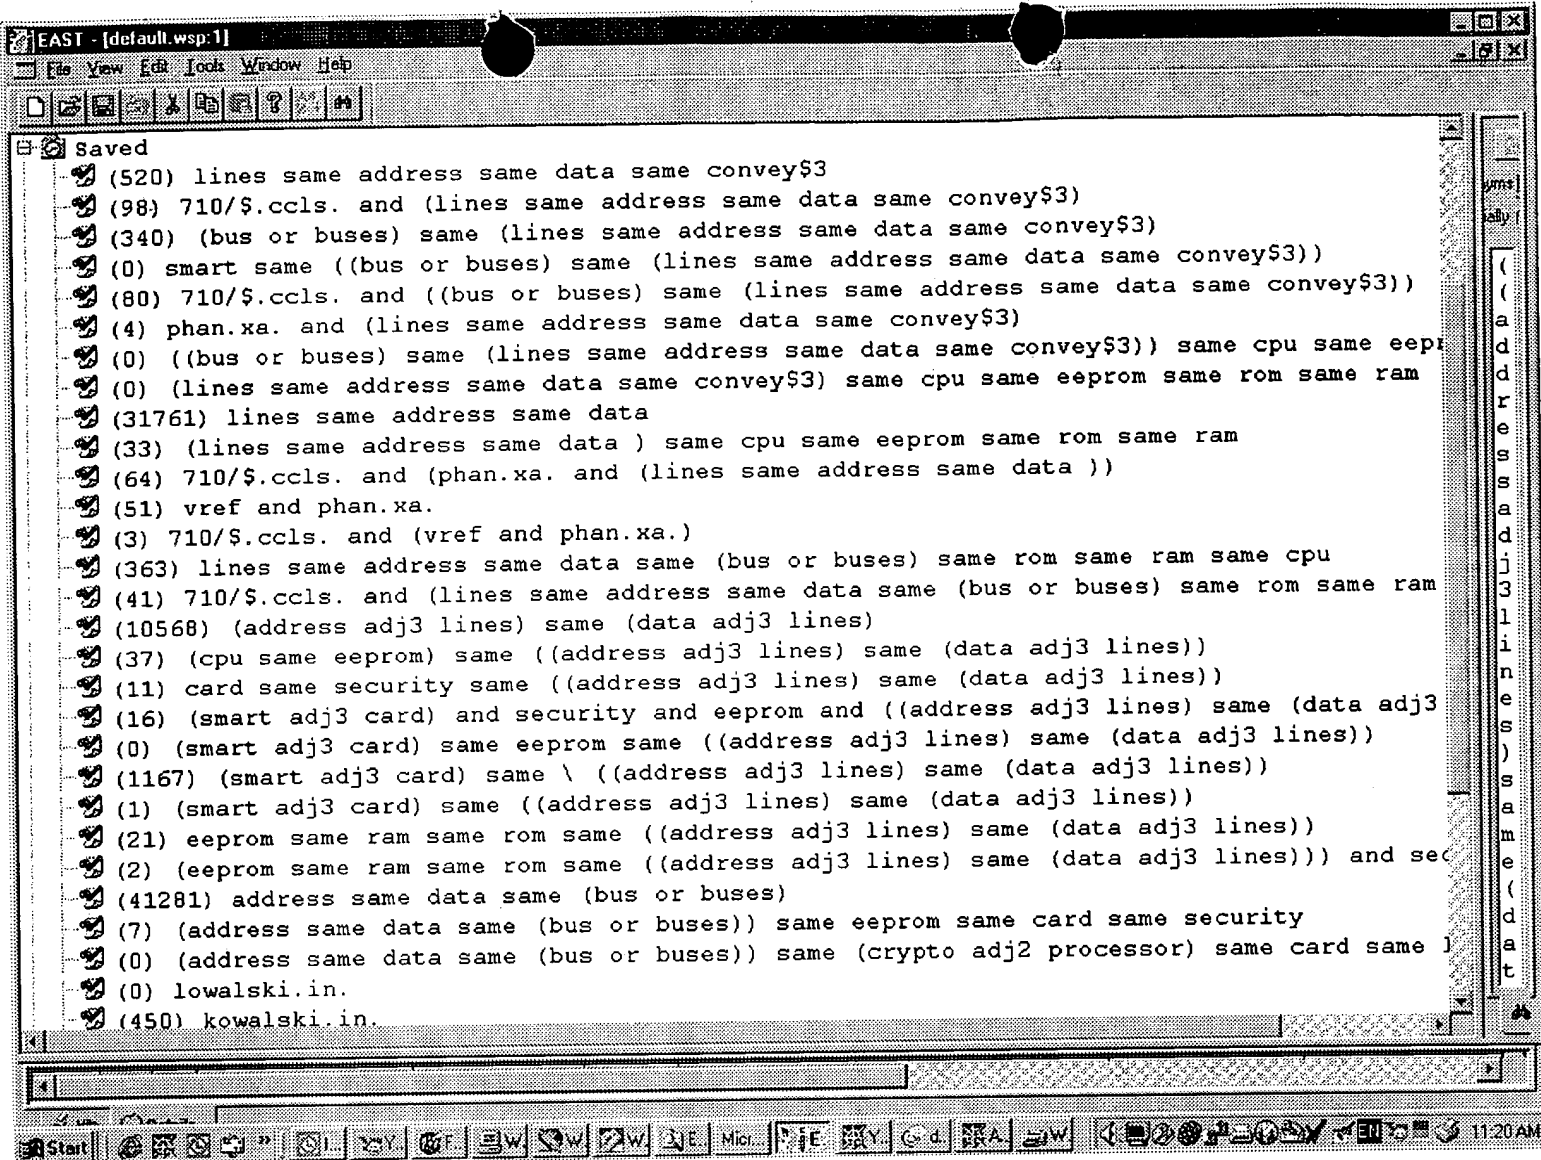 EAST - [default.wsp:1]
File View Edit Tools Window Help
Saved
(520) lines same address same data same convey$3
(98) 710/$.ccls. and (lines same address same data same convey$3)
(340) (bus or buses) same (lines same address same data same convey$3)
(0) smart same ((bus or buses) same (lines same address same data same convey$3))
(80) 710/$.ccls. and ((bus or buses) same (lines same address same data same convey$3))
(4) phan.xa. and (lines same address same data same convey$3)
(0) ((bus or buses) same (lines same address same data same convey$3)) same cpu same eepr
(0) (lines same address same data same convey$3) same cpu same eeprom same rom same ram
(31761) lines same address same data
(33) (lines same address same data ) same cpu same eeprom same rom same ram
(64) 710/$.ccls. and (phan.xa. and (lines same address same data ))
(51) vref and phan.xa.
(3) 710/$.ccls. and (vref and phan.xa.)
(363) lines same address same data same (bus or buses) same rom same ram same cpu
(41) 710/$.ccls. and (lines same address same data same (bus or buses) same rom same ram
(10568) (address adj3 lines) same (data adj3 lines)
(37) (cpu same eeprom) same ((address adj3 lines) same (data adj3 lines))
(11) card same security same ((address adj3 lines) same (data adj3 lines))
(16) (smart adj3 card) and security and eeprom and ((address adj3 lines) same (data adj3
(0) (smart adj3 card) same eeprom same ((address adj3 lines) same (data adj3 lines))
(1167) (smart adj3 card) same \ ((address adj3 lines) same (data adj3 lines))
(1) (smart adj3 card) same ((address adj3 lines) same (data adj3 lines))
(21) eeprom same ram same rom same ((address adj3 lines) same (data adj3 lines))
(2) (eeprom same ram same rom same ((address adj3 lines) same (data adj3 lines))) and sec
(41281) address same data same (bus or buses)
(7) (address same data same (bus or buses)) same eeprom same card same security
(0) (address same data same (bus or buses)) same (crypto adj2 processor) same card same
(0) lowalski.in.
(450) kowalski.in.
yms]
ally
(
(
a
d
d
r
e
s
s
a
d
j
3
l
i
n
e
s
)
s
a
m
e
(
d
a
t
Start I... Y. F. W. W. W. E. Micr... E Y. d. A. W. EN 11:20 AM